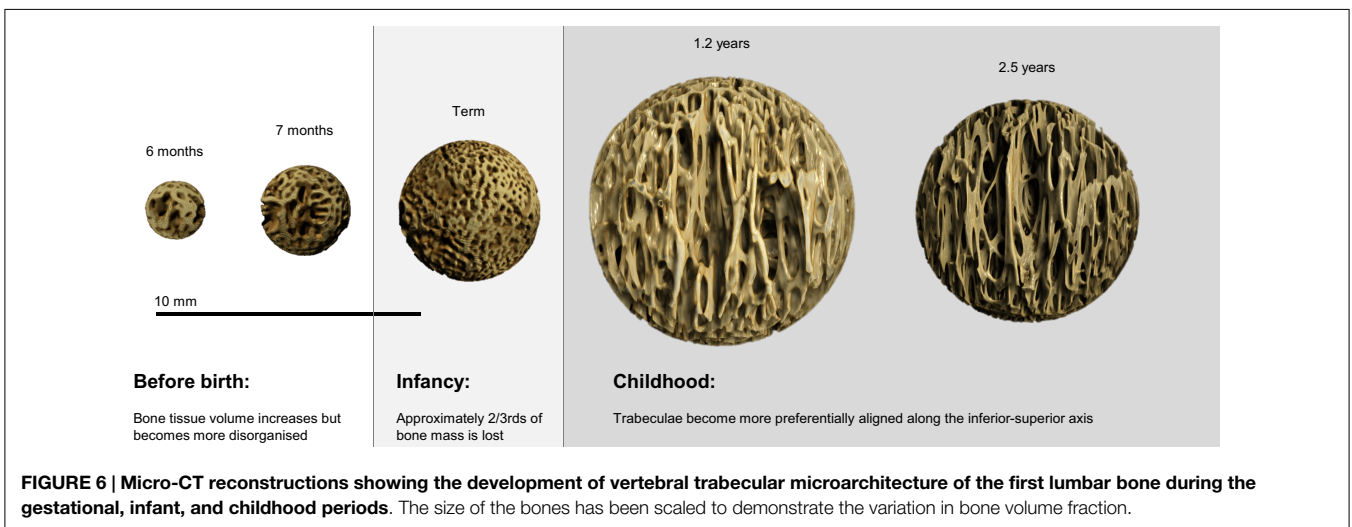 1.2 years
2.5 years
Term
7 months
6 months
10 mm
Before birth:
Bone tissue volume increases but
becomes more disorganised
Infancy:
Approximately 2/3rds of
bone mass is lost
Childhood:
Trabeculae become more preferentially aligned along the inferior-superior axis
FIGURE 6 | Micro-CT reconstructions showing the development of vertebral trabecular microarchitecture of the first lumbar bone during the
gestational, infant, and childhood periods. The size of the bones has been scaled to demonstrate the variation in bone volume fraction.